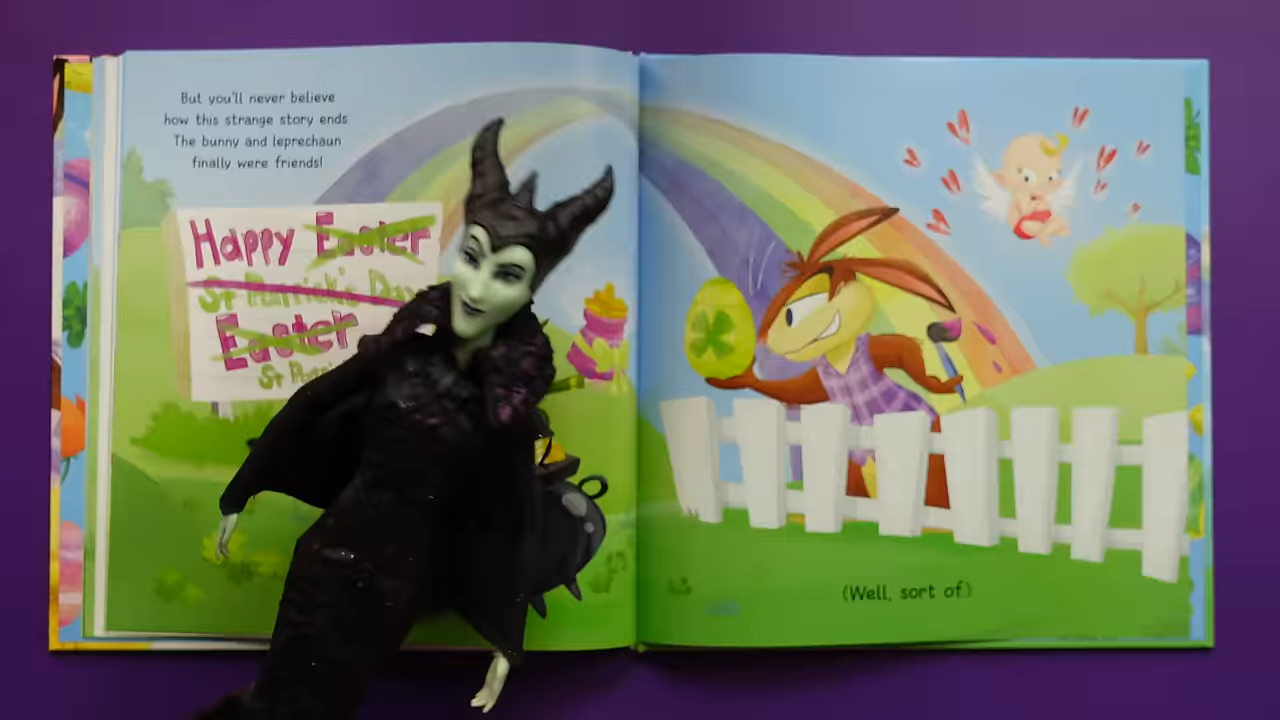 But you'll never believe
how this strange story ends.
The bunny and leprechaun
finally were friends!
Happy Easter
St Patrick's Day
Easter
St
(Well, sort of.)